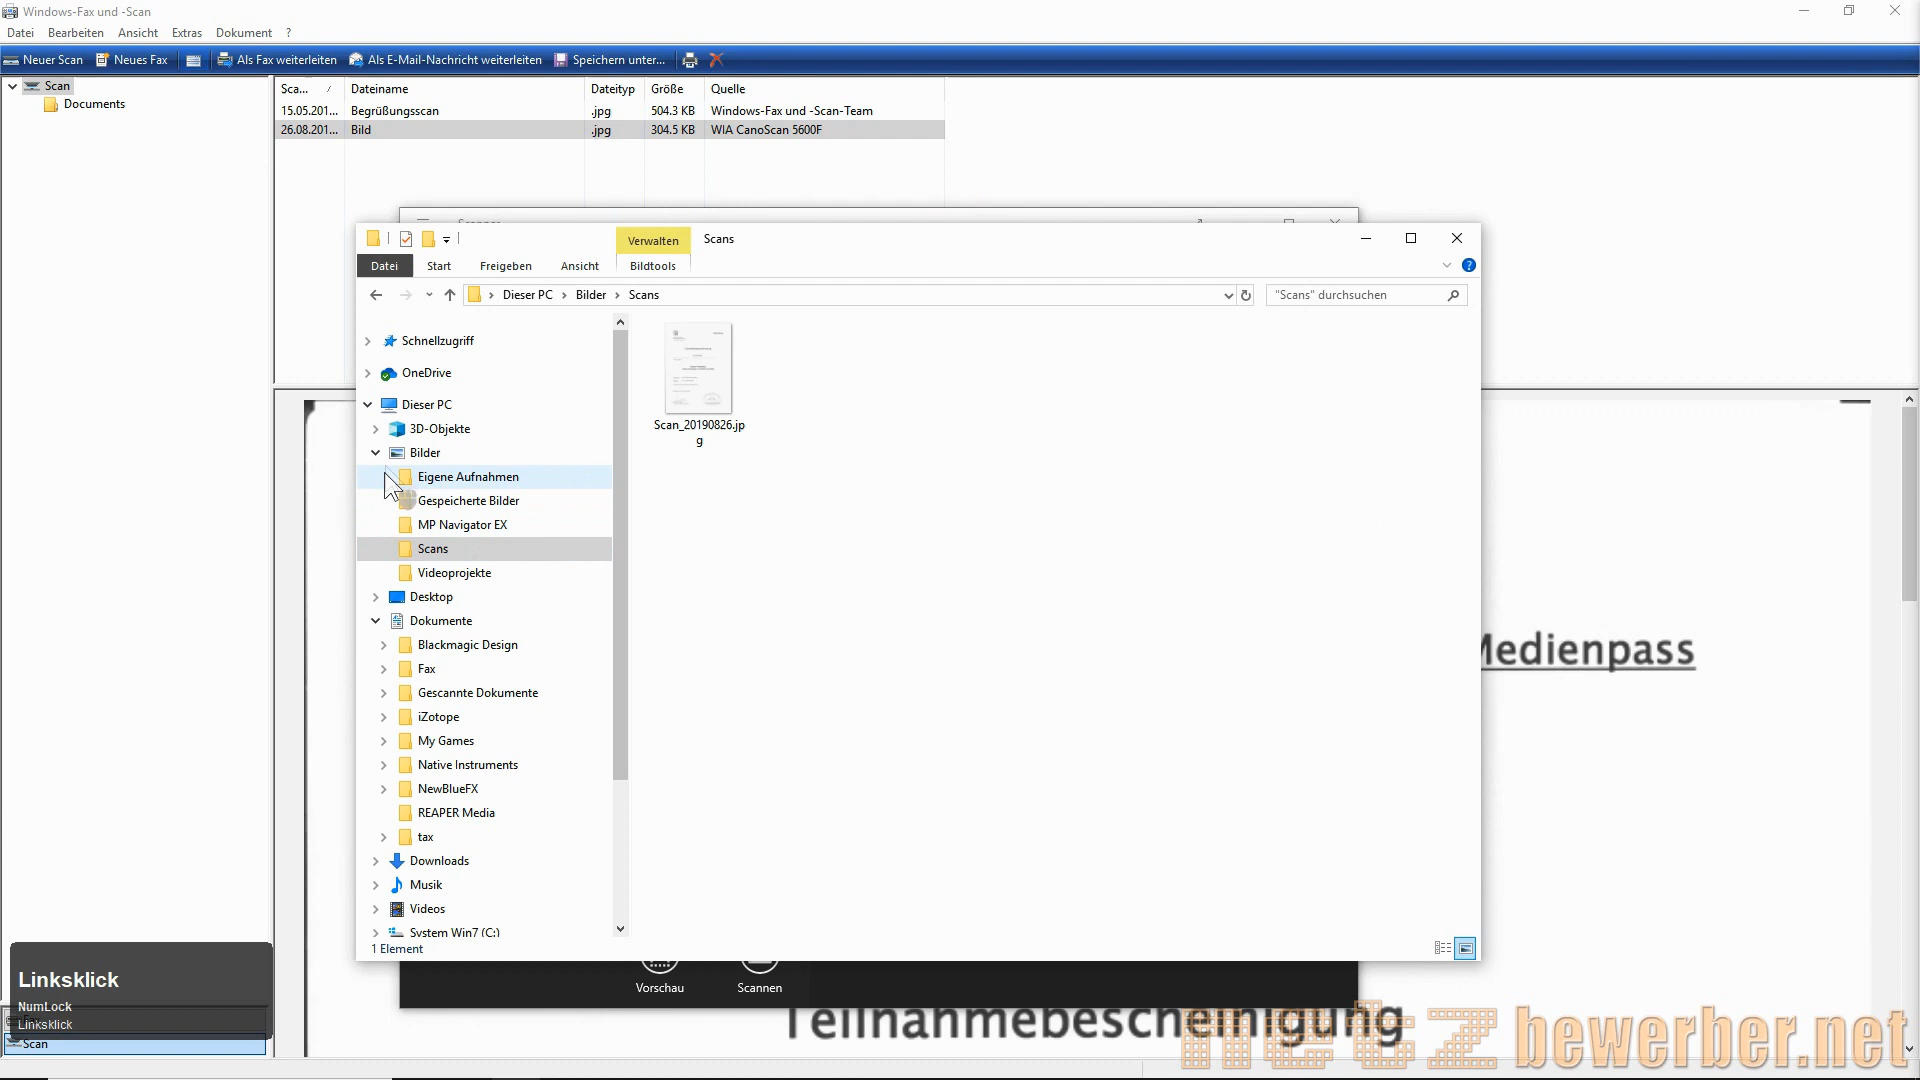 Windows-Fax und -Scan
Datei Bearbeiten Ansicht Extras Dokument ?
Neuer Scan Neues Fax Als Fax weiterleiten Als E-Mail-Nachricht weiterleiten Speichern unter...
Scan
Documents
Sca... Dateiname Dateityp Größe Quelle
15.05.201... Begrüßungsscan .jpg 504.3 KB Windows-Fax und -Scan-Team
26.08.201... Bild .jpg 304.5 KB WIA CanoScan 5600F
Verwalten Scans
Datei Start Freigeben Ansicht Bildtools
Dieser PC Bilder Scans
"Scans" durchsuchen
Schnellzugriff
OneDrive
Dieser PC
3D-Objekte
Bilder
Eigene Aufnahmen
Gespeicherte Bilder
MP Navigator EX
Scans
Videoprojekte
Desktop
Dokumente
Blackmagic Design
Fax
Gescannte Dokumente
iZotope
My Games
Native Instruments
NewBlueFX
REAPER Media
tax
Downloads
Musik
Videos
System Win7 (C:)
1 Element
Scan_20190826.jp
g
Medienpass
Vorschau Scannen
Teilnahmebescheinigung
Linksklick
NumLock
Linksklick
Scan
netzbewerber.net